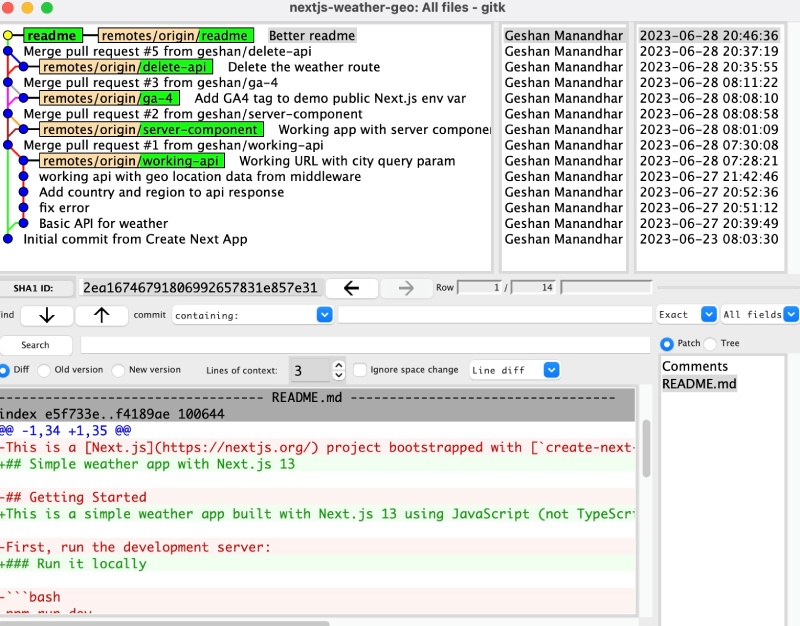 nextjs-weather-geo: All files - gitk
readme remotes/origin/readme Better readme Geshan Manandhar 2023-06-28 20:46:36
Merge pull request #5 from geshan/delete-api Geshan Manandhar 2023-06-28 20:37:19
remotes/origin/delete-api Delete the weather route Geshan Manandhar 2023-06-28 20:35:55
Merge pull request #3 from geshan/ga-4 Geshan Manandhar 2023-06-28 08:11:22
remotes/origin/ga-4 Add GA4 tag to demo public Next.js env var Geshan Manandhar 2023-06-28 08:08:10
Merge pull request #2 from geshan/server-component Geshan Manandhar 2023-06-28 08:08:58
remotes/origin/server-component Working app with server compone Geshan Manandhar 2023-06-28 08:01:09
Merge pull request #1 from geshan/working-api Geshan Manandhar 2023-06-28 07:30:08
remotes/origin/working-api Working URL with city query param Geshan Manandhar 2023-06-28 07:28:21
working api with geo location data from middleware Geshan Manandhar 2023-06-27 21:42:46
Add country and region to api response Geshan Manandhar 2023-06-27 20:52:36
fix error Geshan Manandhar 2023-06-27 20:51:12
Basic API for weather Geshan Manandhar 2023-06-27 20:39:49
Initial commit from Create Next App Geshan Manandhar 2023-06-23 08:03:30
SHA1 ID: 2ea16746791806992657831e857e31 Row 1 / 14
ind commit containing: Exact All fields
Search
Diff Old version New version Lines of context: 3 Ignore space change Line diff
Patch Tree
Comments
README.md
--------------------------- README.md ---------------------------
index e5f733e..f4189ae 100644
@@ -1,34 +1,35 @@
-This is a [Next.js](https://nextjs.org/) project bootstrapped with [`create-next-
+## Simple weather app with Next.js 13
-## Getting Started
+This is a simple weather app built with Next.js 13 using JavaScript (not TypeScr
-First, run the development server:
+### Run it locally
-```bash
-npm run dev